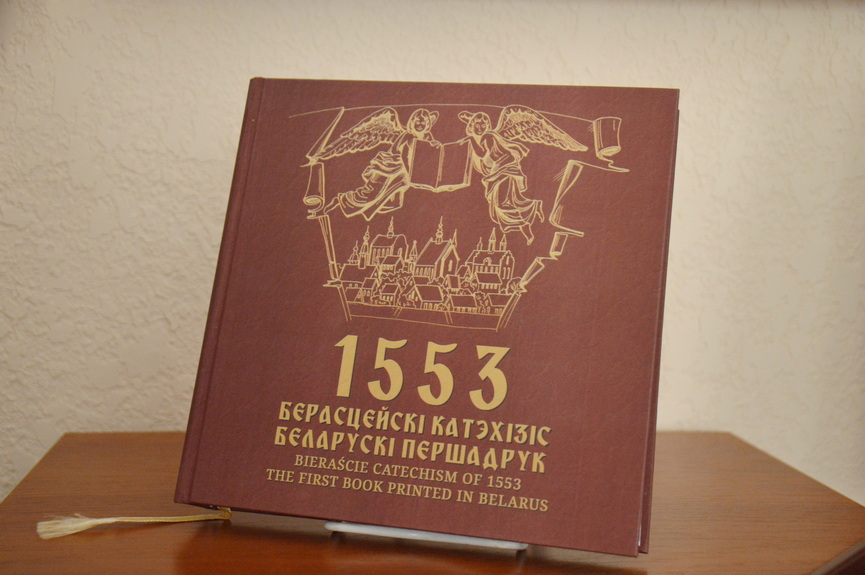 1553
БЕРАСЦЕЙСКІ КАТЭХІЗІС
БЕЛАРУСКІ ПЕРШАДРУК
BIERAŚCIE CATECHISM OF 1553
THE FIRST BOOK PRINTED IN BELARUS